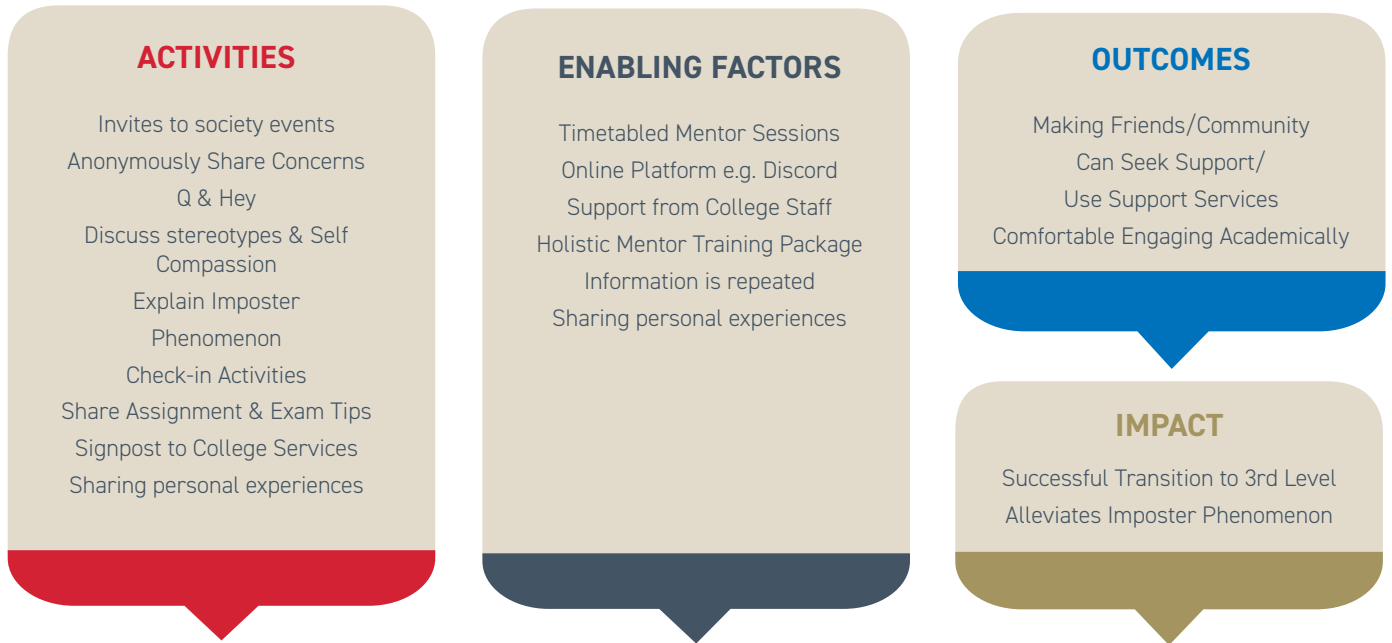 ACTIVITIES
Invites to society events
Anonymously Share Concerns
Q & Hey
Discuss stereotypes & Self
Compassion
Explain Imposter
Phenomenon
Check-in Activities
Share Assignment & Exam Tips
Signpost to College Services
Sharing personal experiences
ENABLING FACTORS
Timetabled Mentor Sessions
Online Platform e.g. Discord
Support from College Staff
Holistic Mentor Training Package
Information is repeated
Sharing personal experiences
OUTCOMES
Making Friends/Community
Can Seek Support/
Use Support Services
Comfortable Engaging Academically
IMPACT
Successful Transition to 3rd Level
Alleviates Imposter Phenomenon